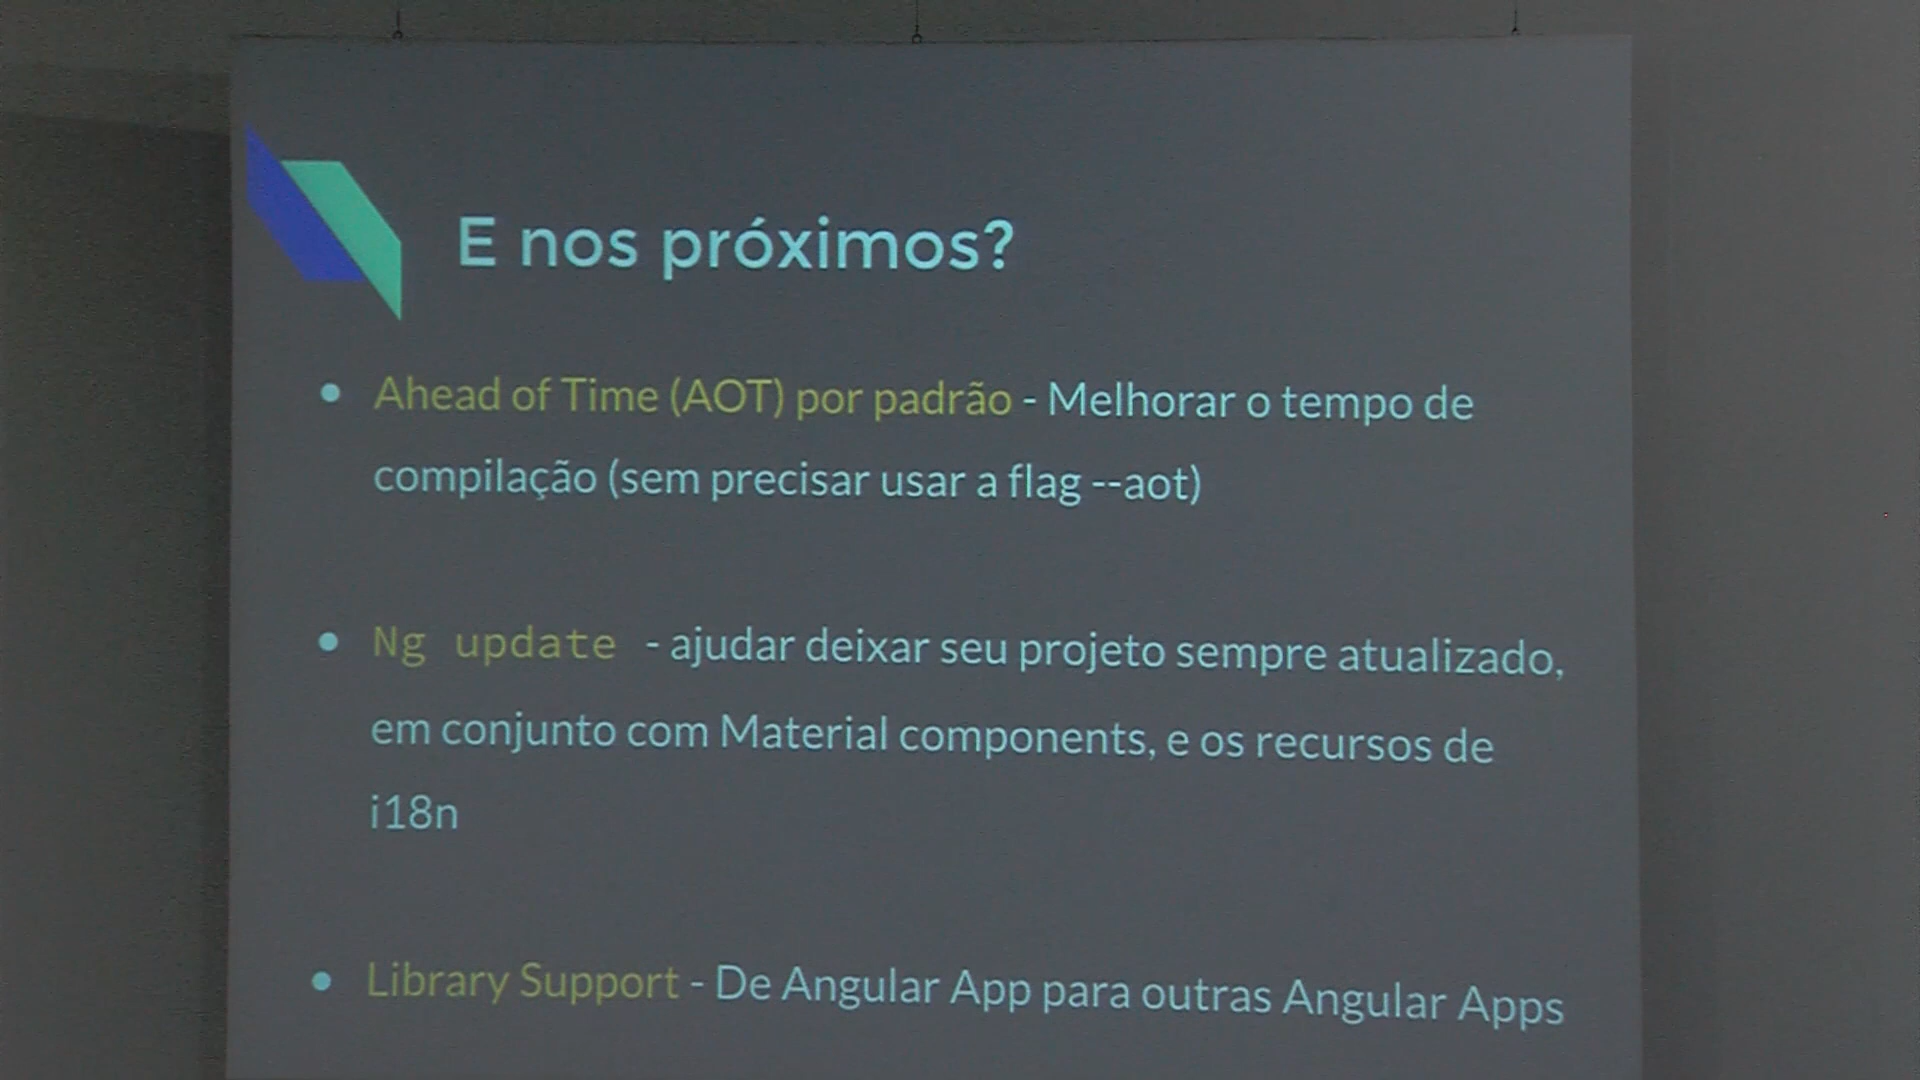 E nos próximos?
Ahead of Time (AOT) por padrão - Melhorar o tempo de
compilação (sem precisar usar a flag --aot)
Ng update - ajudar deixar seu projeto sempre atualizado,
em conjunto com Material components, e os recursos de
i18n
Library Support - De Angular App para outras Angular Apps